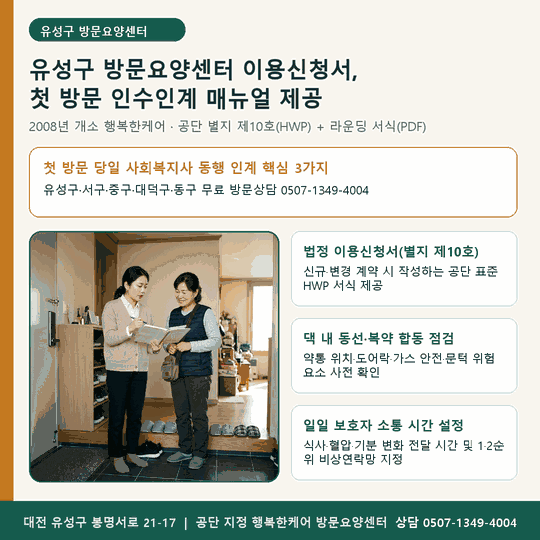 유성구 방문요양센터
유성구 방문요양센터 이용신청서,
첫 방문 인수인계 매뉴얼 제공
2008년 개소 행복한케어 · 공단 별지 제10호(HWP) + 라운딩 서식(PDF)
첫 방문 당일 사회복지사 동행 인계 핵심 3가지
유성구·서구·중구·대덕구·동구 무료 방문상담 0507-1349-4004
법정 이용신청서(별지 제10호)
신규·변경 계약 시 작성하는 공단 표준
HWP 서식 제공
댁 내 동선·복약 합동 점검
약통 위치·도어락·가스 안전·문턱 위험
요소 사전 확인
일일 보호자 소통 시간 설정
식사·혈압·기분 변화 전달 시간 및 1·2순
위 비상연락망 지정
대전 유성구 봉명서로 21-17 | 공단 지정 행복한케어 방문요양센터 상담 0507-1349-4004